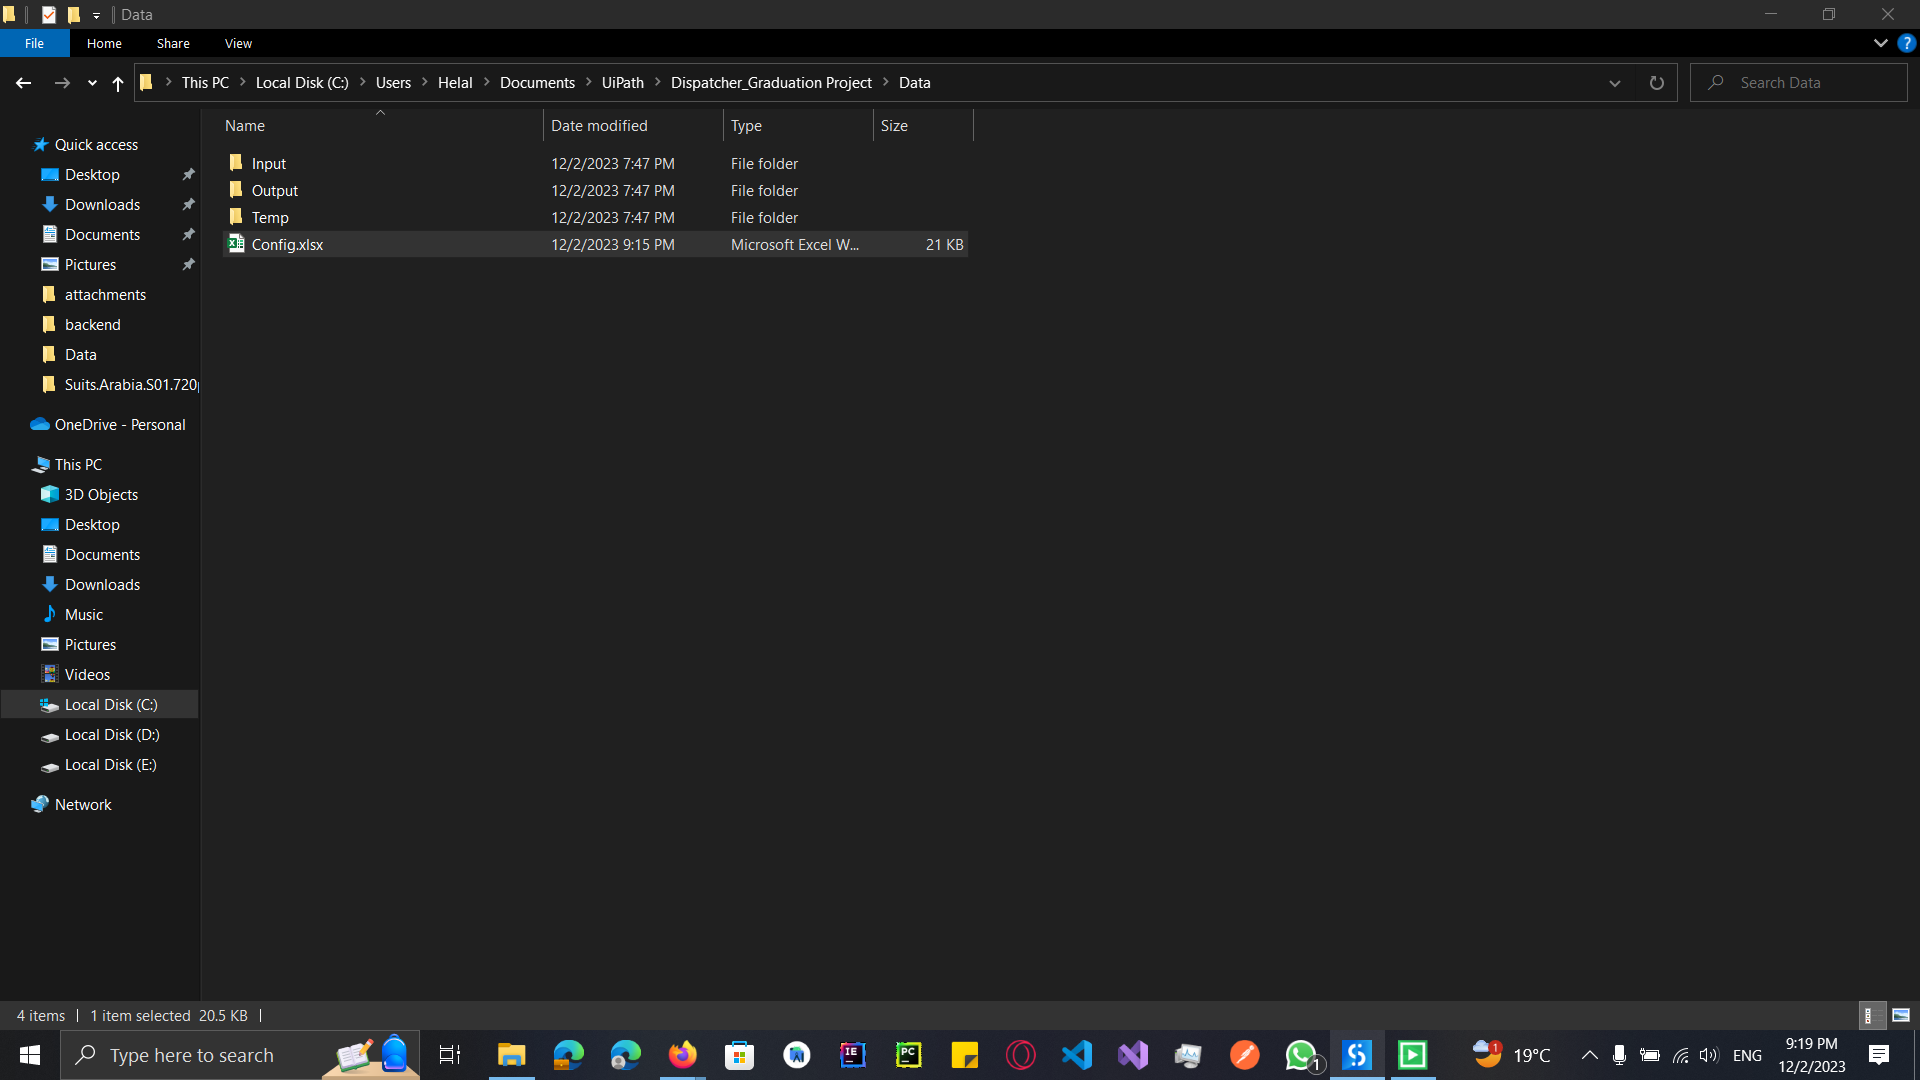 Data
File Home Share View
This PC Local Disk (C:) Users Helal Documents UiPath Dispatcher_Graduation Project Data
Search Data
Name Date modified Type Size
Input 12/2/2023 7:47 PM File folder
Output 12/2/2023 7:47 PM File folder
Temp 12/2/2023 7:47 PM File folder
Config.xlsx 12/2/2023 9:15 PM Microsoft Excel W... 21 KB
Quick access
Desktop
Downloads
Documents
Pictures
attachments
backend
Data
Suits.Arabia.S01.720p
OneDrive - Personal
This PC
3D Objects
Desktop
Documents
Downloads
Music
Pictures
Videos
Local Disk (C:)
Local Disk (D:)
Local Disk (E:)
Network
4 items 1 item selected 20.5 KB
Type here to search
IE
PC
1
1
19°C
ENG
9:19 PM
12/2/2023